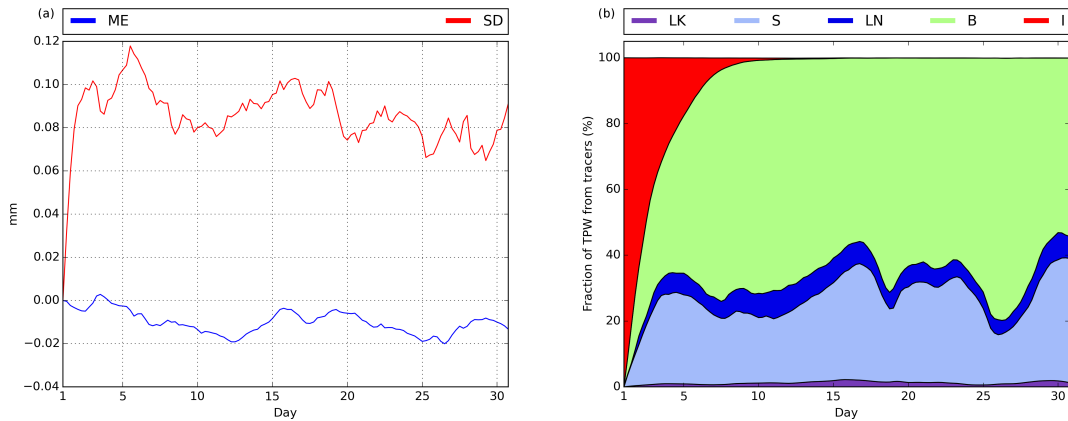 (a)
ME SD
0.12
0.10
0.08
0.06
0.04
0.02
0.00
−0.02
−0.04
mm
1 5 10 15 20 25 30
Day
(b)
LK S LN B I
100
80
60
40
20
0
Fraction of TPW from tracers (%)
1 5 10 15 20 25 30
Day